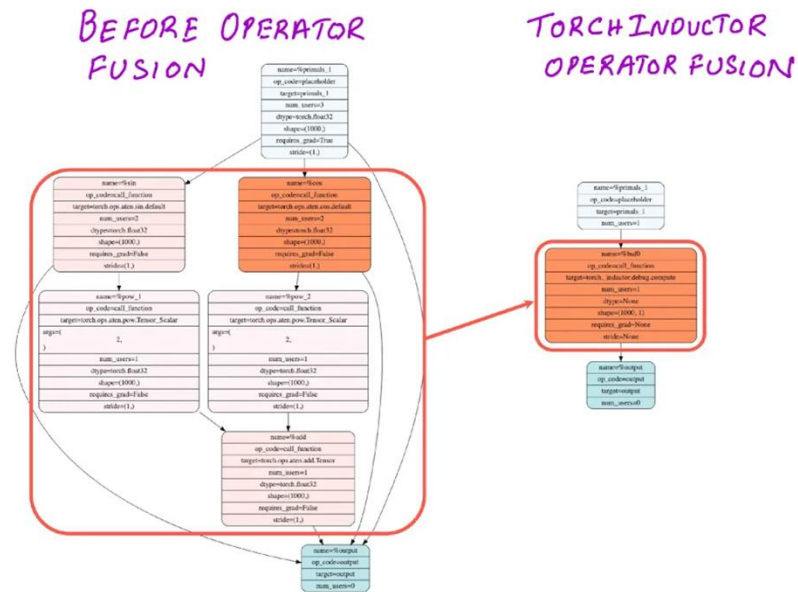 BEFORE OPERATOR
FUSION
TORCHINDUCTOR
OPERATOR FUSION
name=%primals_1
op_code=placeholder
target=primals_1
num_users=3
dtype=torch.float32
shape=(1000,)
requires_grad=True
stride=(1,)
name=%sin
op_code=call_function
target=torch.ops.aten.sin.default
num_users=2
dtype=torch.float32
shape=(1000,)
requires_grad=False
stride=(1,)
name=%cos
op_code=call_function
target=torch.ops.aten.cos.default
num_users=2
dtype=torch.float32
shape=(1000,)
requires_grad=False
stride=(1,)
name=%pow_1
op_code=call_function
target=torch.ops.aten.pow.Tensor_Scalar
args=(
2,
)
num_users=1
dtype=torch.float32
shape=(1000,)
requires_grad=False
stride=(1,)
name=%pow_2
op_code=call_function
target=torch.ops.aten.pow.Tensor_Scalar
args=(
2,
)
num_users=1
dtype=torch.float32
shape=(1000,)
requires_grad=False
stride=(1,)
name=%add
op_code=call_function
target=torch.ops.aten.add.Tensor
num_users=1
dtype=torch.float32
shape=(1000,)
requires_grad=False
stride=(1,)
name=%output
op_code=output
target=output
num_users=0
name=%primals_1
op_code=placeholder
target=primals_1
num_users=1
name=%buf0
op_code=call_function
target=torch._inductor.debug.compute
num_users=1
dtype=None
shape=(1000, 1)
requires_grad=None
stride=None
name=%output
op_code=output
target=output
num_users=0